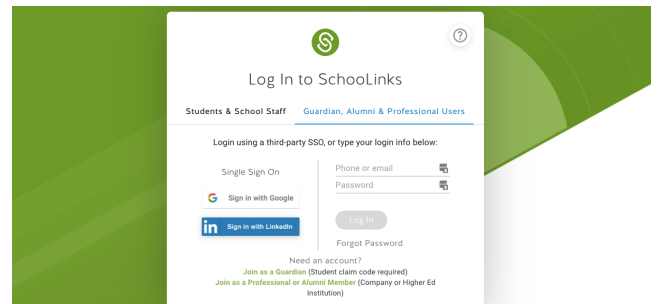 Log In to SchooLinks
Students & School Staff
Guardian, Alumni & Professional Users
Login using a third-party SSO, or type your login info below:
Single Sign On
Sign in with Google
in Sign in with LinkedIn
Phone or email
Password
Log In
Forgot Password
Need an account?
Join as a Guardian (Student claim code required)
Join as a Professional or Alumni Member (Company or Higher Ed
Institution)